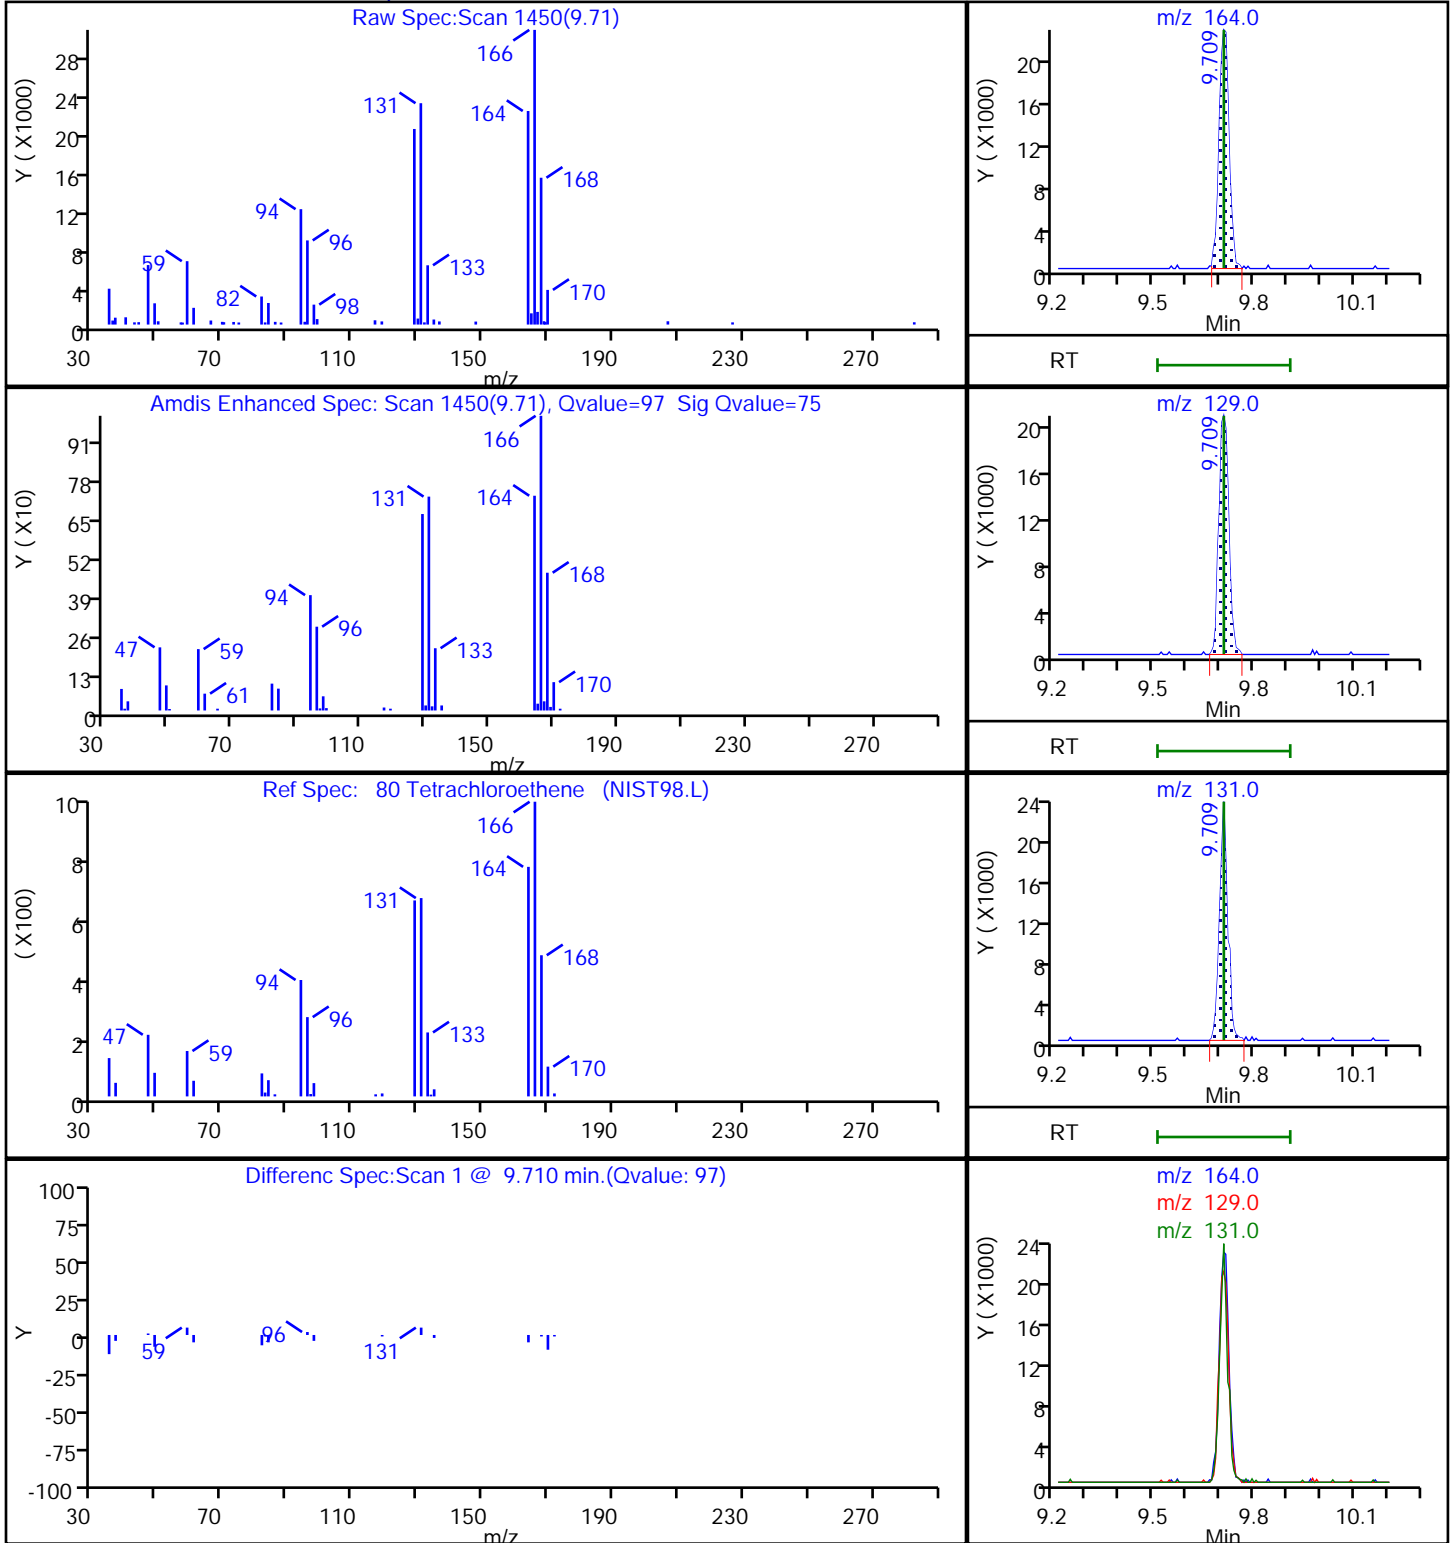 Raw Spec:Scan 1450(9.71)
Y ( X1000)
28
24
20
16
12
8
4
0
166
131
164
168
94
96
59
133
82
98
170
30 70 110 150 190 230 270
m/z
m/z 164.0
Y ( X1000)
20
16
12
8
4
0
9.709
9.2 9.5 9.8 10.1
Min
RT
Amdis Enhanced Spec: Scan 1450(9.71), Qvalue=97 Sig Qvalue=75
Y ( X10)
91
78
65
52
39
26
13
0
166
131
164
168
94
96
47
59
133
61
170
30 70 110 150 190 230 270
m/z
m/z 129.0
Y ( X1000)
20
16
12
8
4
0
9.709
9.2 9.5 9.8 10.1
Min
RT
Ref Spec: 80 Tetrachloroethene (NIST98.L)
( X100)
10
8
6
4
2
0
166
164
131
168
94
96
47
59
133
170
30 70 110 150 190 230 270
m/z 131.0
Y ( X1000)
24
20
16
12
8
4
0
9.709
9.2 9.5 9.8 10.1
Min
RT
Differenc Spec:Scan 1 @ 9.710 min.(Qvalue: 97)
Y
100
75
50
25
0
-25
-50
-75
-100
59
96
131
30 70 110 150 190 230 270
m/z
m/z 164.0
m/z 129.0
m/z 131.0
Y ( X1000)
24
20
16
12
8
4
0
9.2 9.5 9.8 10.1
Min